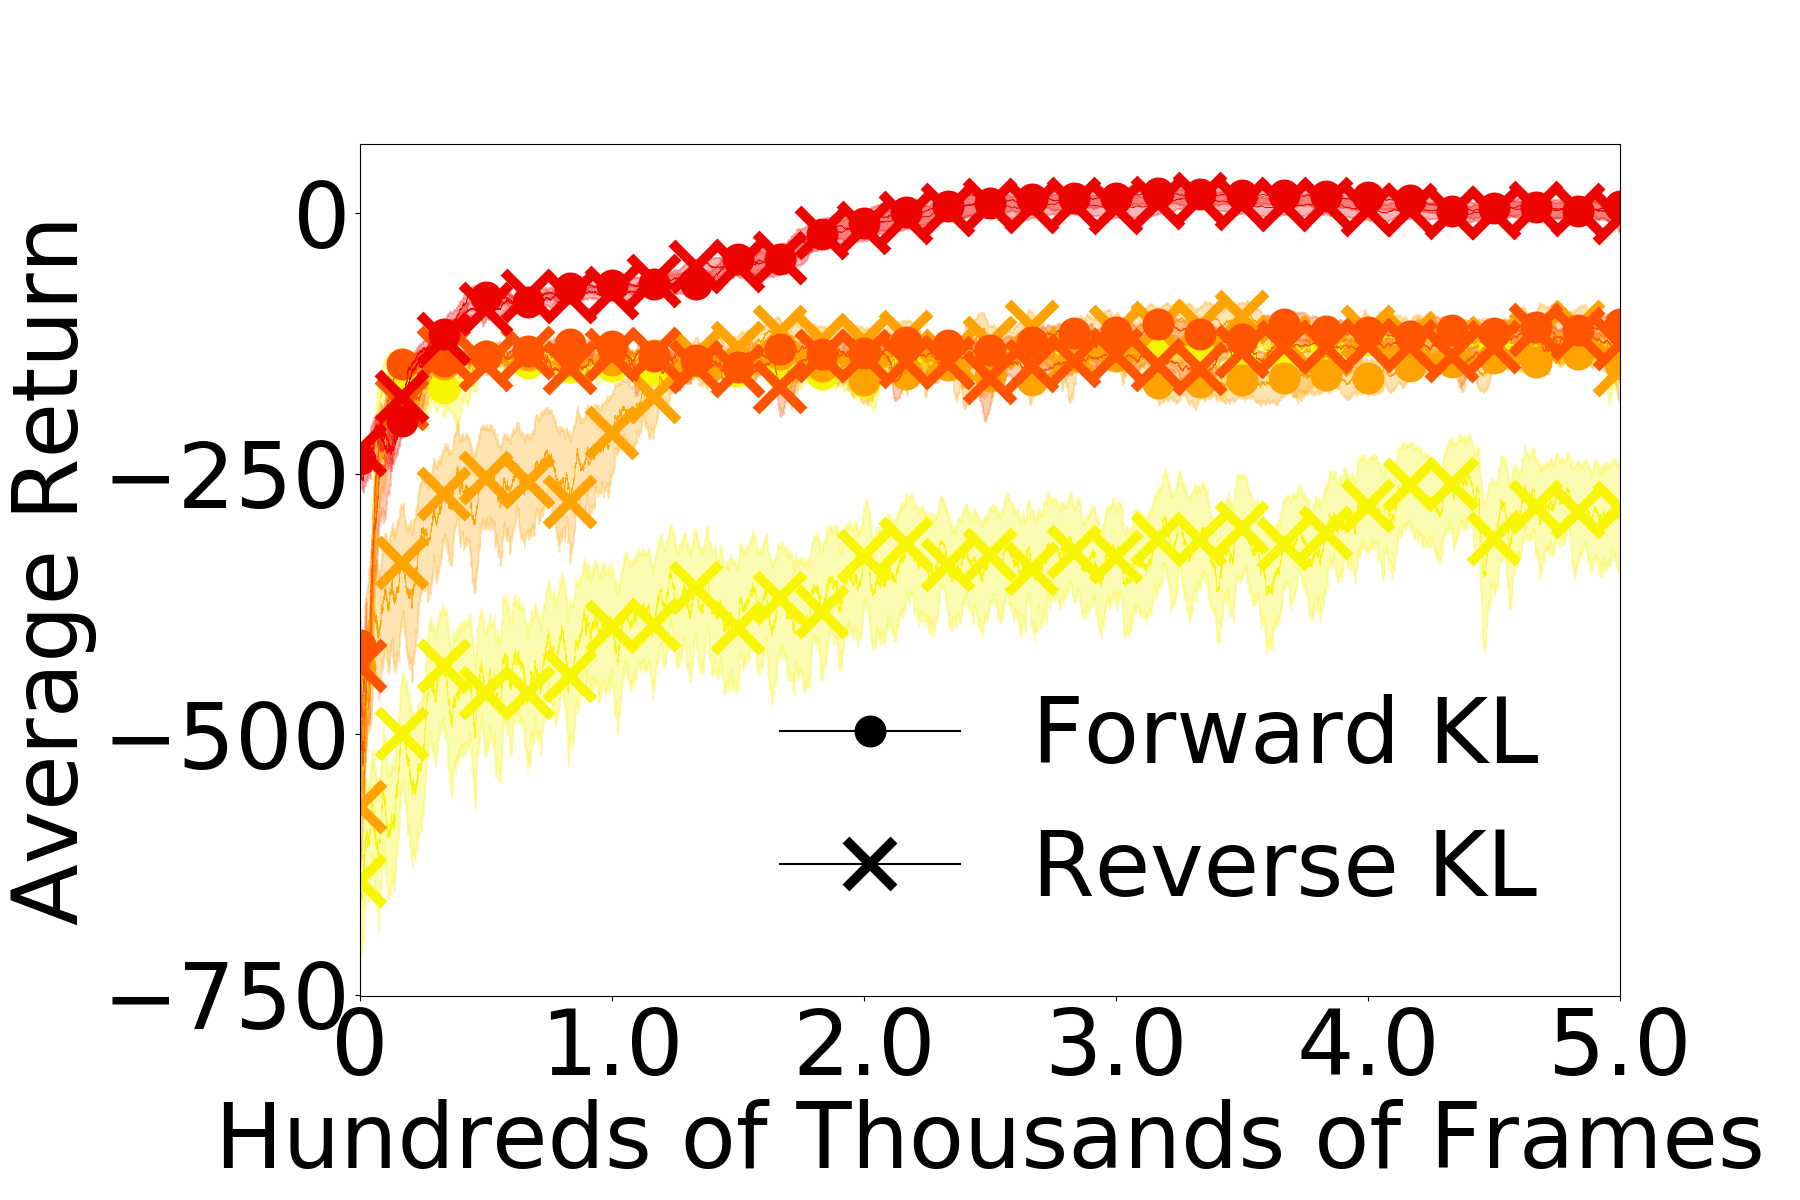 Average Return
0
−250
−500
−750
Forward KL
Reverse KL
0 1.0 2.0 3.0 4.0 5.0
Hundreds of Thousands of Frames